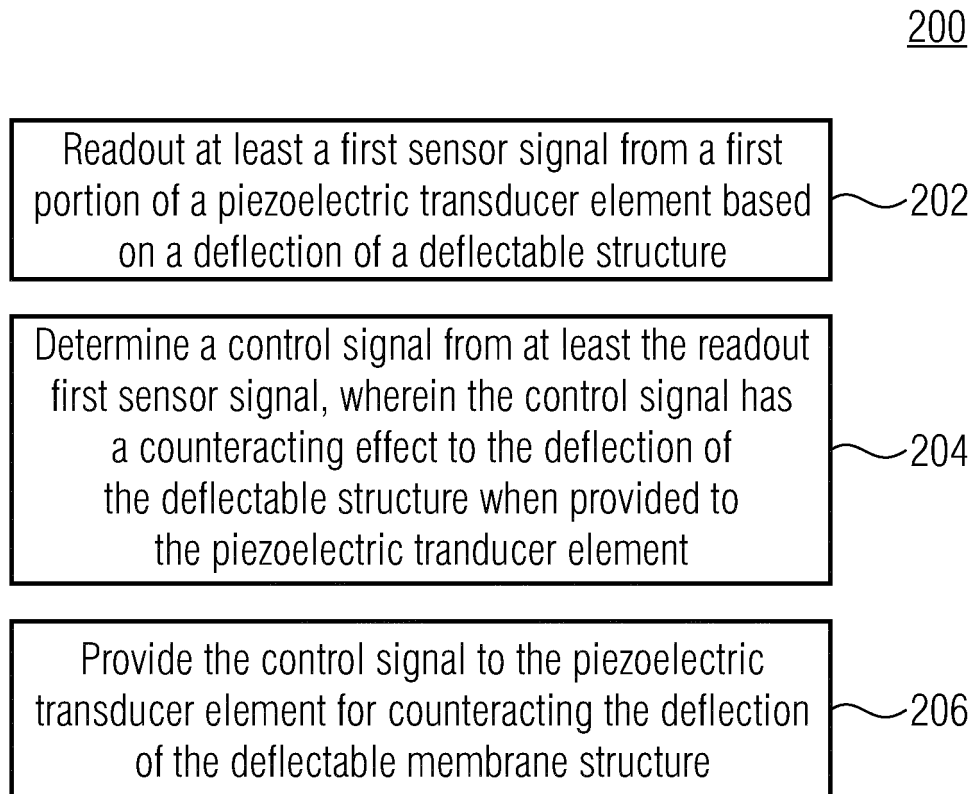 200
Readout at least a first sensor signal from a first
portion of a piezoelectric transducer element based
on a deflection of a deflectable structure
202
Determine a control signal from at least the readout
first sensor signal, wherein the control signal has
a counteracting effect to the deflection of
the deflectable structure when provided to
the piezoelectric tranducer element
204
Provide the control signal to the piezoelectric
transducer element for counteracting the deflection
of the deflectable membrane structure
206